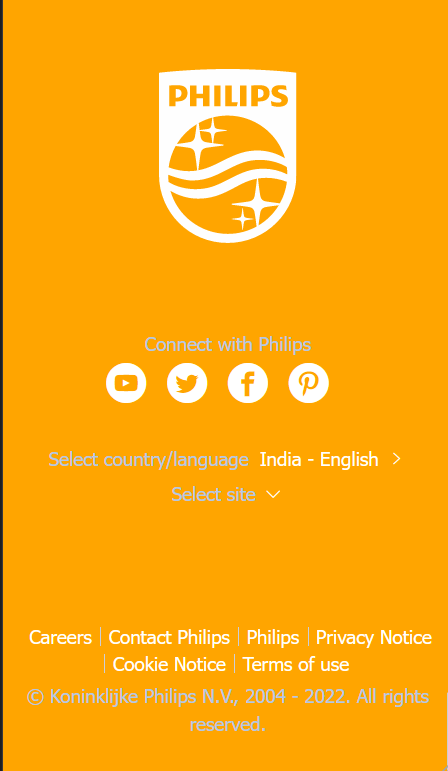 PHILIPS
Connect with Philips
Select country/language India - English
Select site
Careers | Contact Philips | Philips | Privacy Notice
| Cookie Notice | Terms of use
© Koninklijke Philips N.V., 2004 - 2022. All rights
reserved.